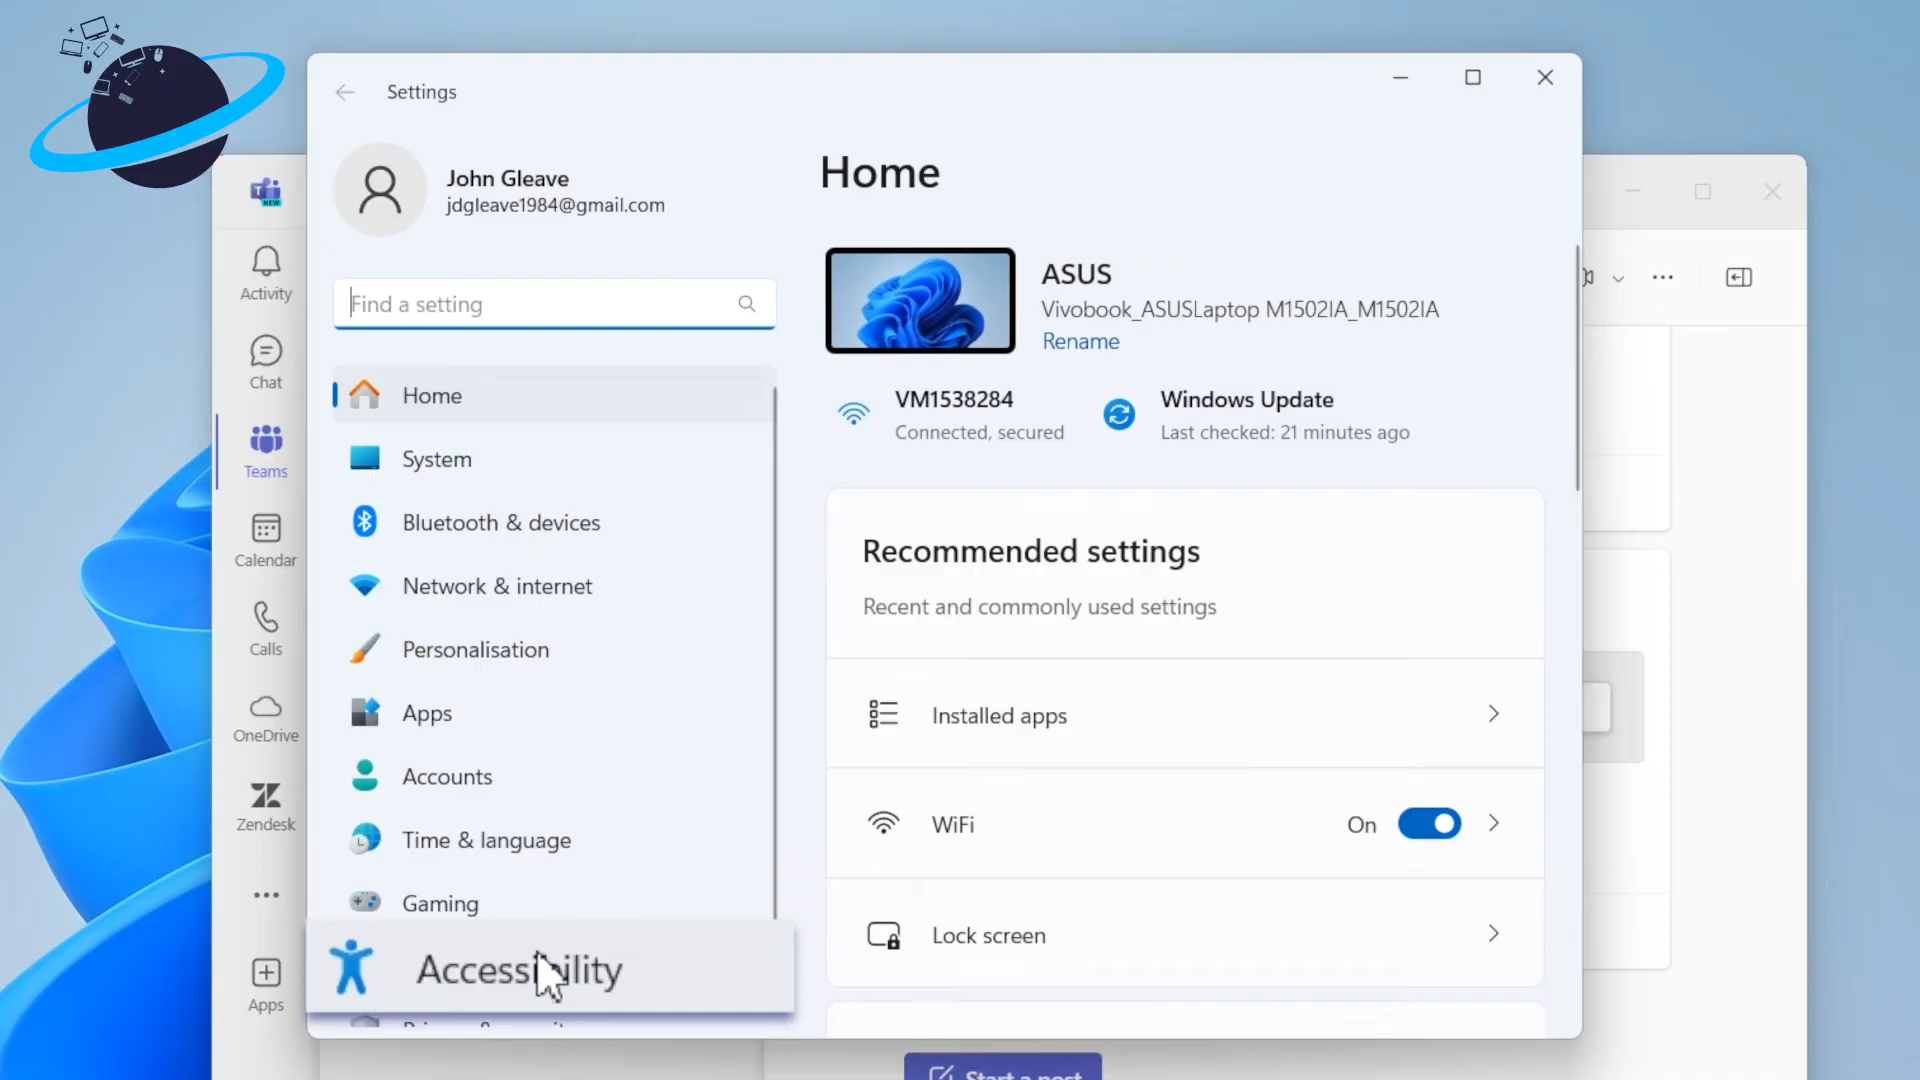 Settings
John Gleave
jdgleave1984@gmail.com
Find a setting
Home
System
Bluetooth & devices
Network & internet
Personalisation
Apps
Accounts
Time & language
Gaming
Accessibility
Home
ASUS
Vivobook_ASUSLaptop M1502IA_M1502IA
Rename
VM1538284
Connected, secured
Windows Update
Last checked: 21 minutes ago
Recommended settings
Recent and commonly used settings
Installed apps
WiFi
On
Lock screen
NEW
Activity
Chat
Teams
Calendar
Calls
OneDrive
Zendesk
Apps
Start a post